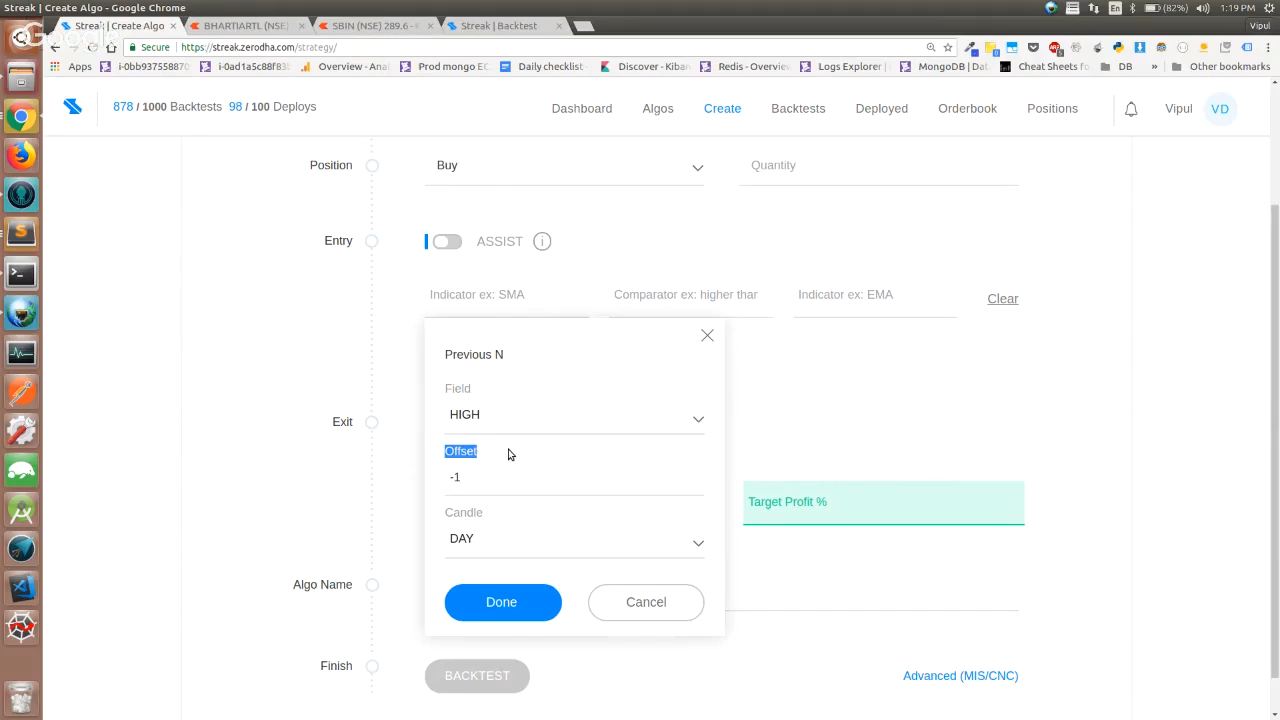 Streak | Create Algo - Google Chrome
En (82%) 1:19 PM
Streak | Create Algo × BHARTIARTL (NSE) × SBIN (NSE) 289.6 - × Streak | Backtest × Vipul
Secure https://streak.zerodha.com/strategy/
Apps i-0bb937558870 i-0ad1a5c88f83b Overview - Anal Prod mongo EC Daily checklist Discover - Kiban Redis - Overview Logs Explorer | MongoDB | Dat Cheat Sheets fo DB » Other bookmarks
878 / 1000 Backtests 98 / 100 Deploys Dashboard Algos Create Backtests Deployed Orderbook Positions Vipul VD
Position Buy Quantity
Entry ASSIST i
Indicator ex: SMA Comparator ex: higher than Indicator ex: EMA Clear
Previous N
Field
HIGH
Exit
Offset
-1
Target Profit %
Candle
DAY
Algo Name
Done Cancel
Finish BACKTEST Advanced (MIS/CNC)